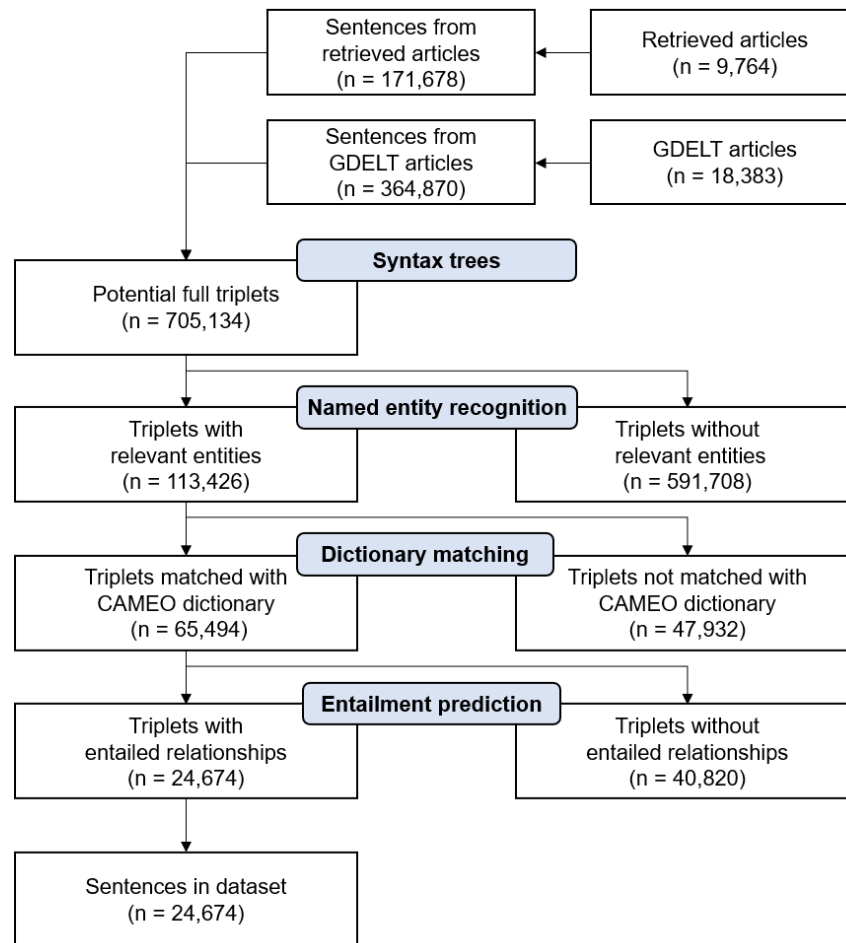 Sentences from
retrieved articles
(n = 171,678)
Retrieved articles
(n = 9,764)
Sentences from
GDELT articles
(n = 364,870)
GDELT articles
(n = 18,383)
Syntax trees
Potential full triplets
(n = 705,134)
Named entity recognition
Triplets with
relevant entities
(n = 113,426)
Triplets without
relevant entities
(n = 591,708)
Dictionary matching
Triplets matched with
CAMEO dictionary
(n = 65,494)
Triplets not matched with
CAMEO dictionary
(n = 47,932)
Entailment prediction
Triplets with
entailed relationships
(n = 24,674)
Triplets without
entailed relationships
(n = 40,820)
Sentences in dataset
(n = 24,674)